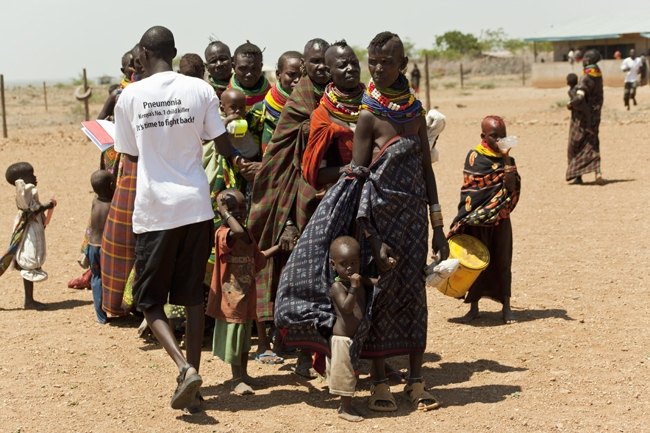 Pneumonia
Kenya's No. 1 child killer
It's time to fight back!